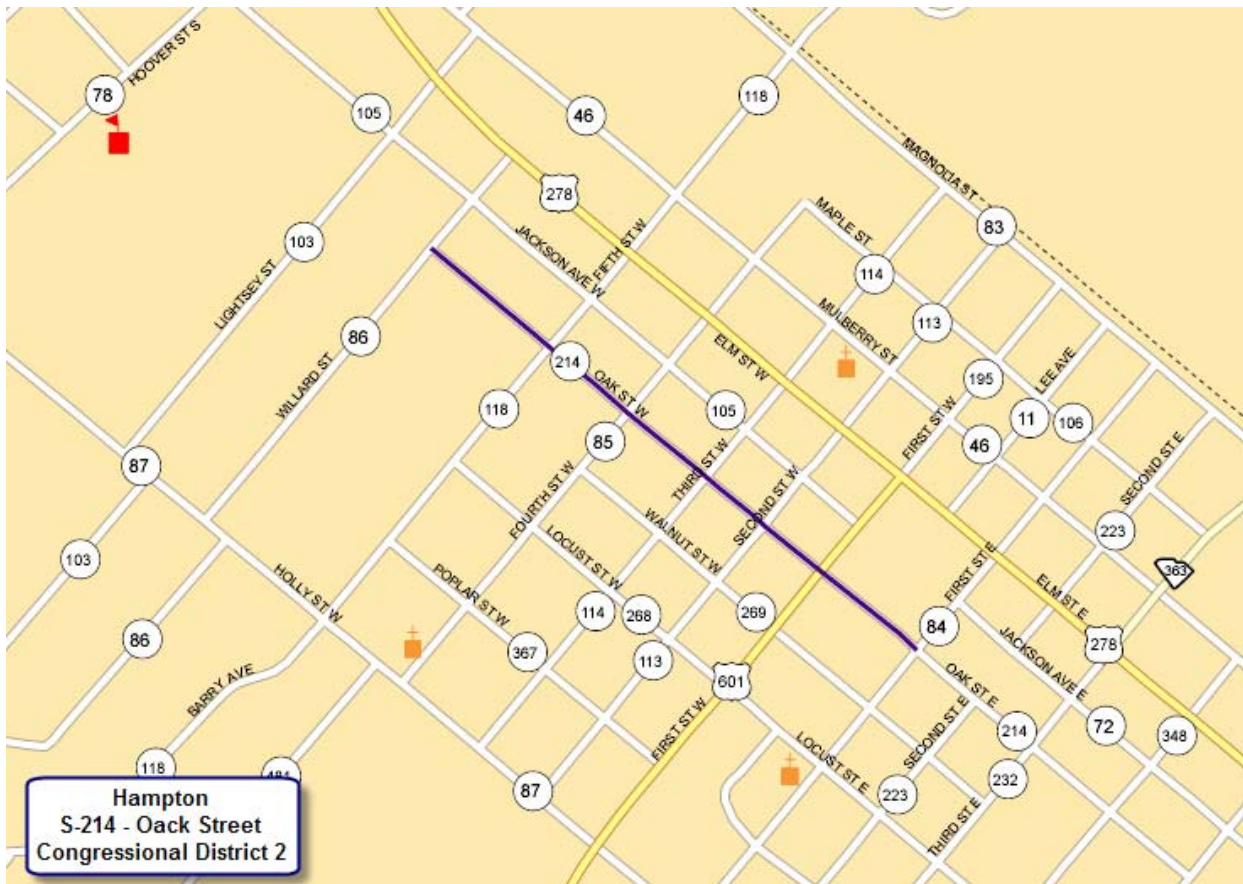 HOOVER ST S
78
105
46
118
278
MAGNOLIA ST
83
MAPLE ST
114
103
JACKSON AVE W
FIFTH ST W
LIGHTSEY ST
86
WILLARD ST
MULBERRY ST
113
ELM ST W
195
LEE AVE
214
OAK ST W
118
105
11
106
FIRST ST W
46
85
THIRD ST W
SECOND ST W
SECOND ST E
87
FOURTH ST W
WALNUT ST W
223
103
LOCUST ST W
FIRST ST E
363
HOLLY ST W
POPLAR ST W
ELM ST E
114
268
269
84
86
367
113
278
JACKSON AVE E
601
OAK ST E
BARRY AVE
FIRST ST W
SECOND ST E
214
72
348
LOCUST ST E
118
484
87
223
232
THIRD ST E
Hampton
S-214 - Oack Street
Congressional District 2